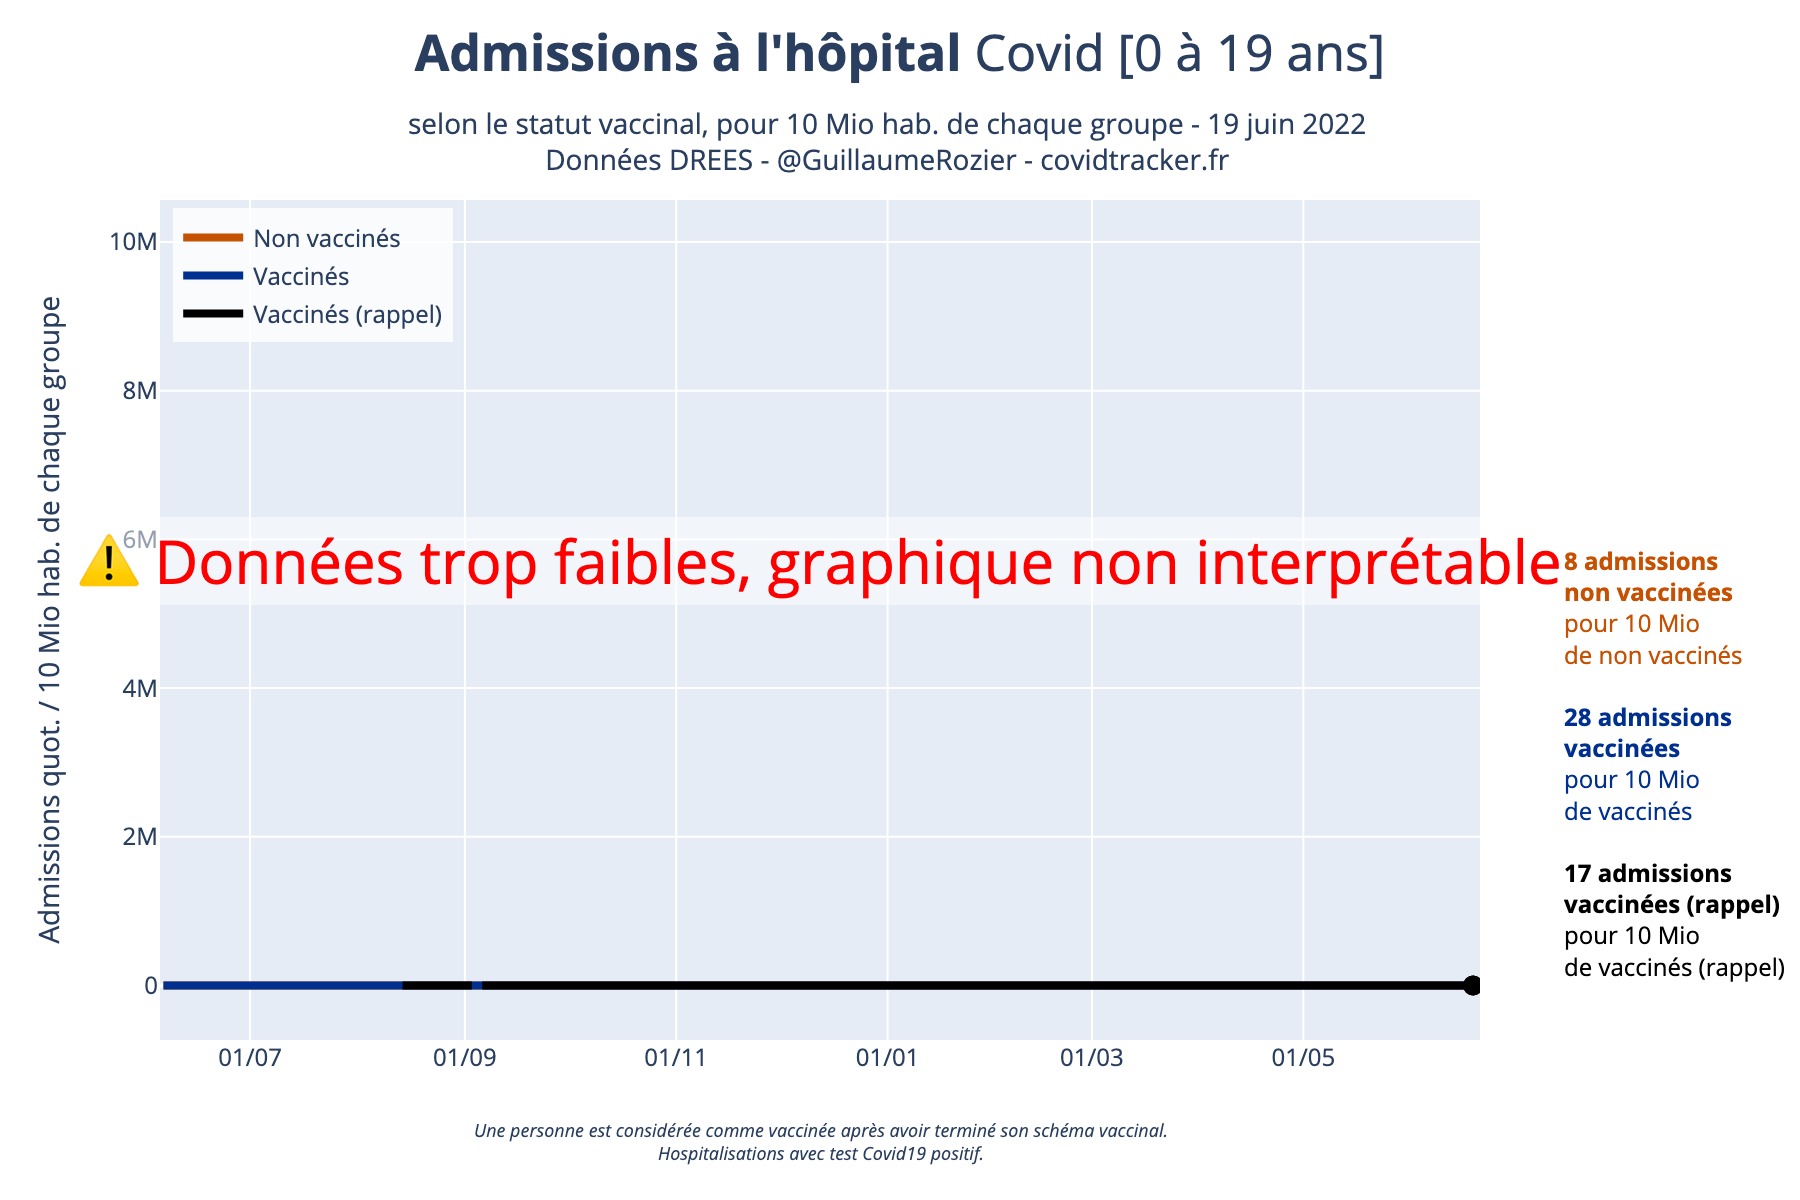 Admissions à l'hôpital Covid [0 à 19 ans]
selon le statut vaccinal, pour 10 Mio hab. de chaque groupe - 19 juin 2022
Données DREES - @GuillaumeRozier - covidtracker.fr
Admissions quot. / 10 Mio hab. de chaque groupe
10M
8M
6M
4M
2M
0
Non vaccinés
Vaccinés
Vaccinés (rappel)
⚠️Données trop faibles, graphique non interprétable
8 admissions
non vaccinées
pour 10 Mio
de non vaccinés
28 admissions
vaccinées
pour 10 Mio
de vaccinés
17 admissions
vaccinées (rappel)
pour 10 Mio
de vaccinés (rappel)
01/07 01/09 01/11 01/01 01/03 01/05
Une personne est considérée comme vaccinée après avoir terminé son schéma vaccinal.
Hospitalisations avec test Covid19 positif.